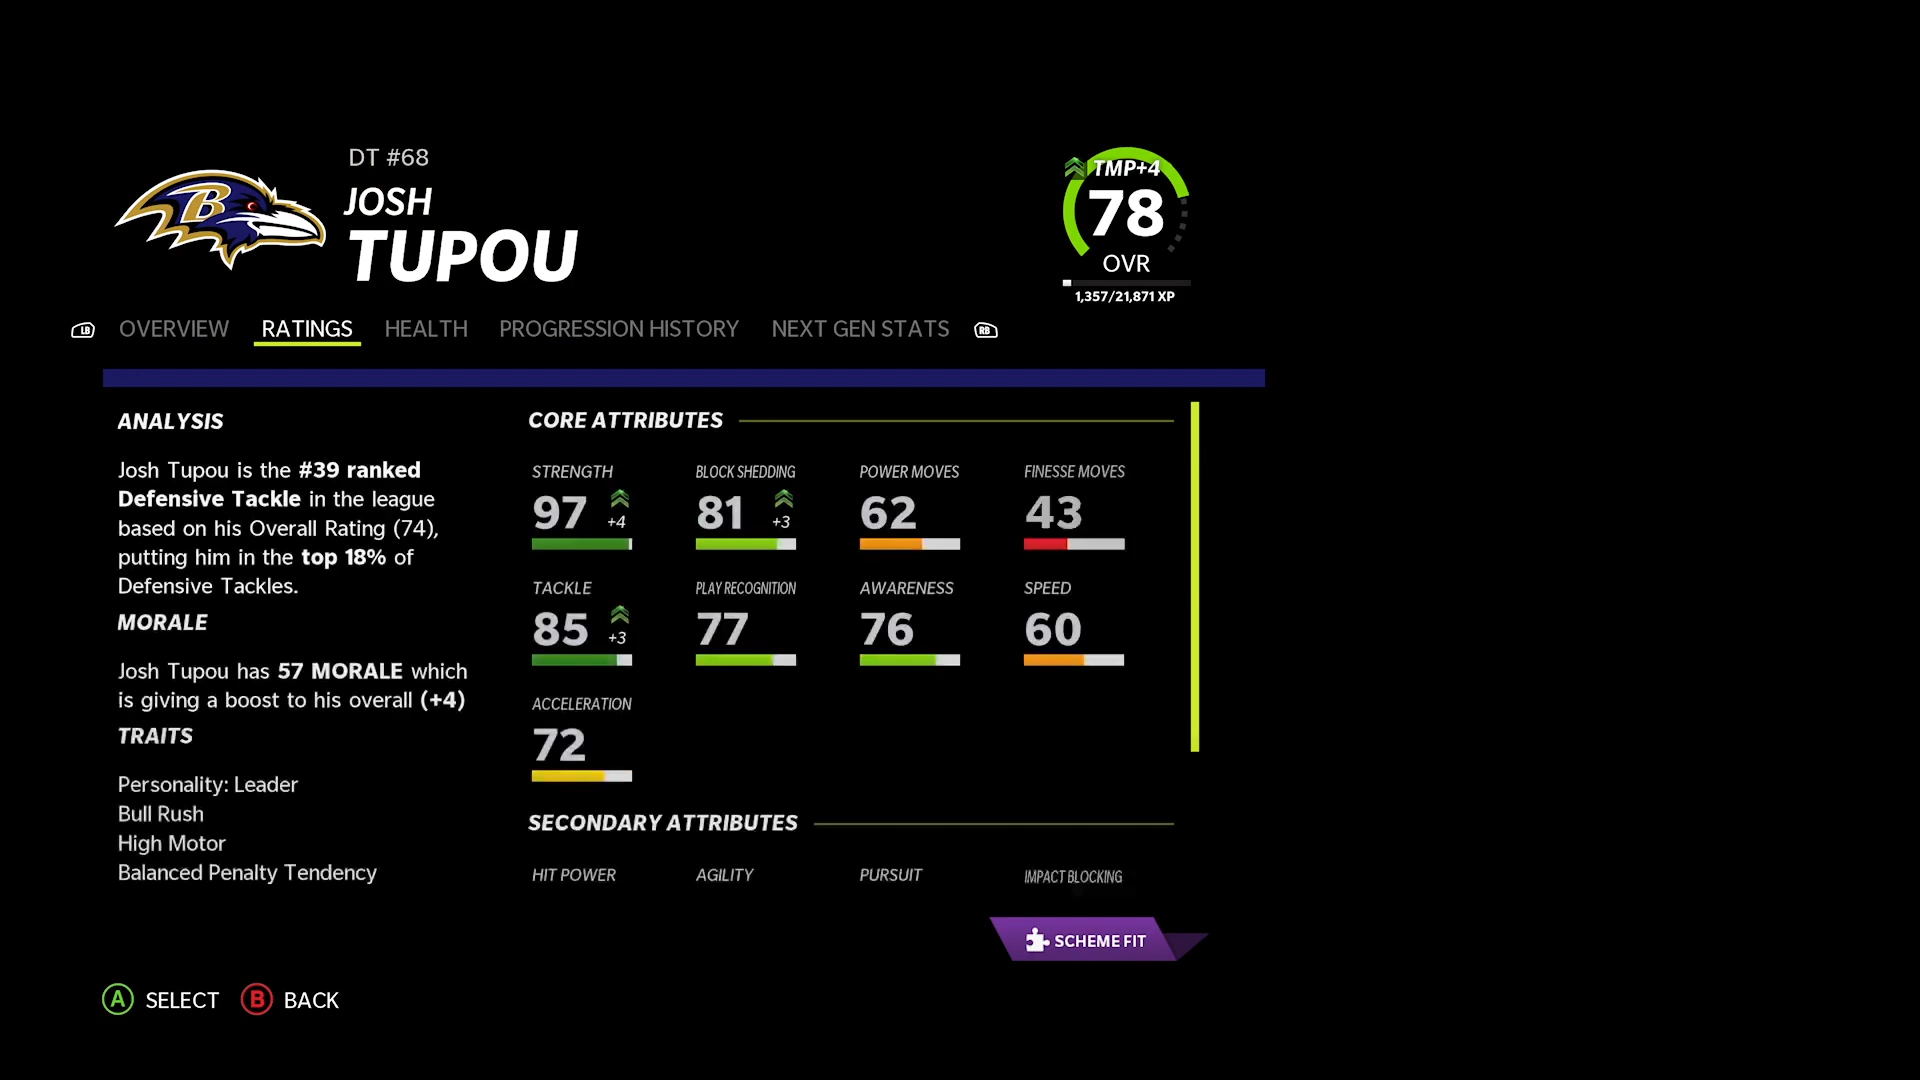 DT #68
JOSH
TUPOU
TMP+4
78
OVR
1,357/21,871 XP
LB OVERVIEW RATINGS HEALTH PROGRESSION HISTORY NEXT GEN STATS RB
ANALYSIS
Josh Tupou is the #39 ranked
Defensive Tackle in the league
based on his Overall Rating (74),
putting him in the top 18% of
Defensive Tackles.
MORALE
Josh Tupou has 57 MORALE which
is giving a boost to his overall (+4)
TRAITS
Personality: Leader
Bull Rush
High Motor
Balanced Penalty Tendency
CORE ATTRIBUTES
STRENGTH BLOCK SHEDDING POWER MOVES FINESSE MOVES
97 +4 81 +3 62 43
TACKLE PLAY RECOGNITION AWARENESS SPEED
85 +3 77 76 60
ACCELERATION
72
SECONDARY ATTRIBUTES
HIT POWER AGILITY PURSUIT IMPACT BLOCKING
SCHEME FIT
A SELECT B BACK